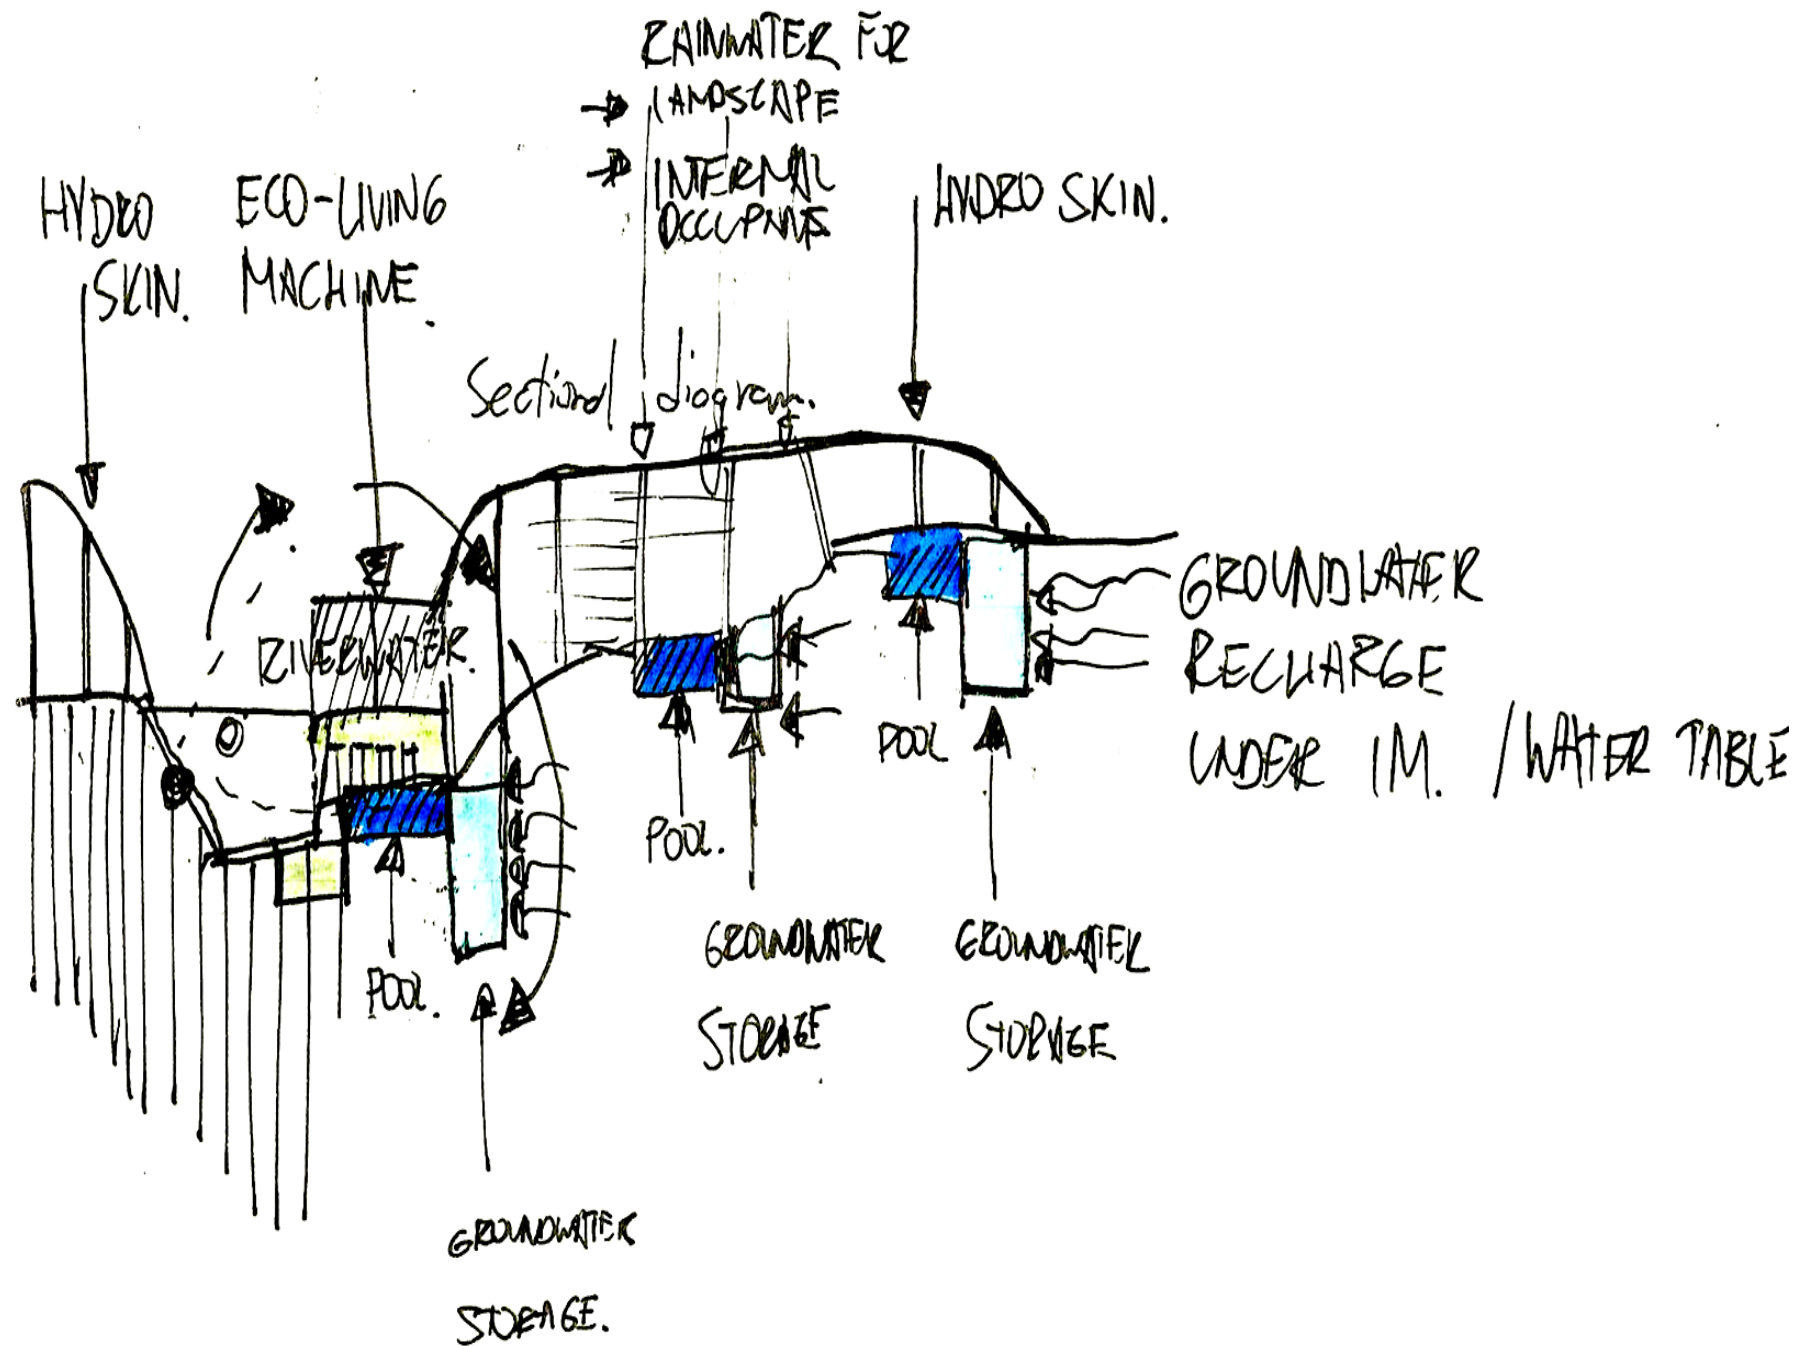 RAINWATER FOR
→ LANDSCAPE
→ INTERNAL
OCCUPANTS
HYDRO
SKIN.
ECO-LIVING
MACHINE.
HYDRO SKIN.
Sectional diagram.
RIVERWATER.
GROUNDWATER
RECHARGE
UNDER 1M. / WATER TABLE
POOL
POOL.
POOL.
GROUNDWATER
STORAGE
GROUNDWATER
STORAGE
GROUNDWATER
STORAGE.